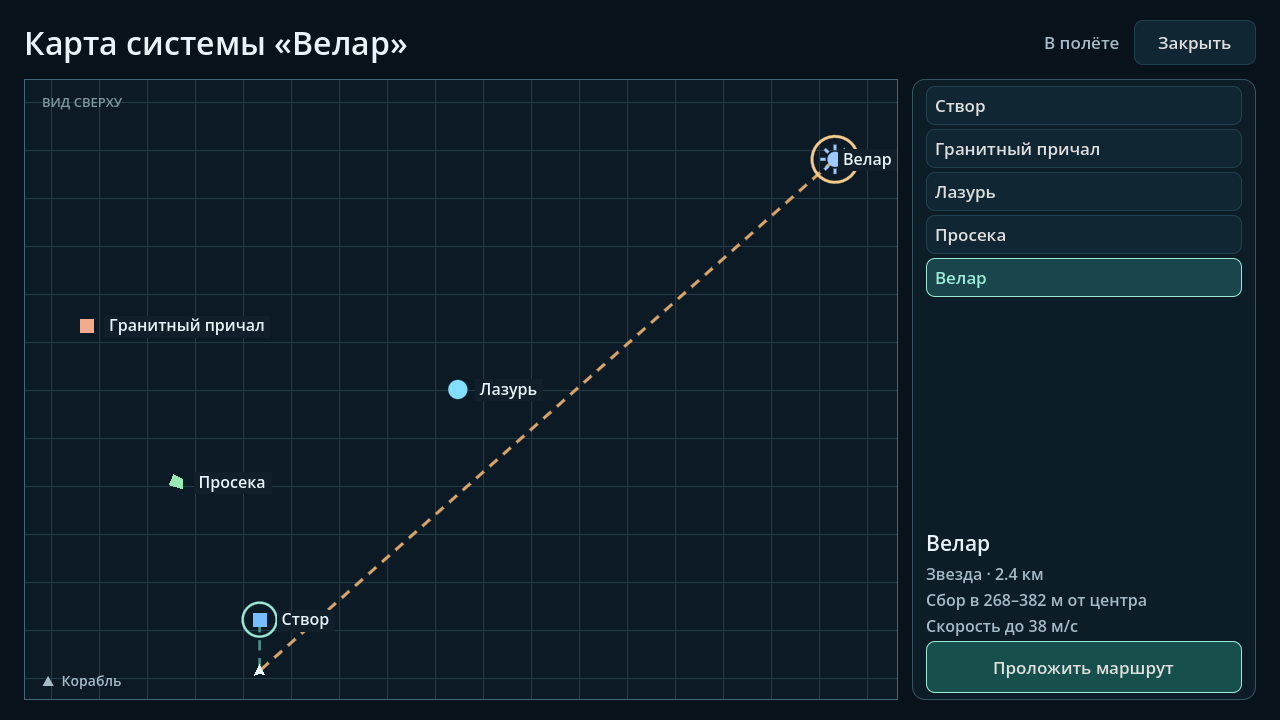 Карта системы «Велар»
В полёте
Закрыть
ВИД СВЕРХУ
Велар
Гранитный причал
Лазурь
Просека
Створ
Корабль
Створ
Гранитный причал
Лазурь
Просека
Велар
Велар
Звезда · 2.4 км
Сбор в 268–382 м от центра
Скорость до 38 м/с
Проложить маршрут